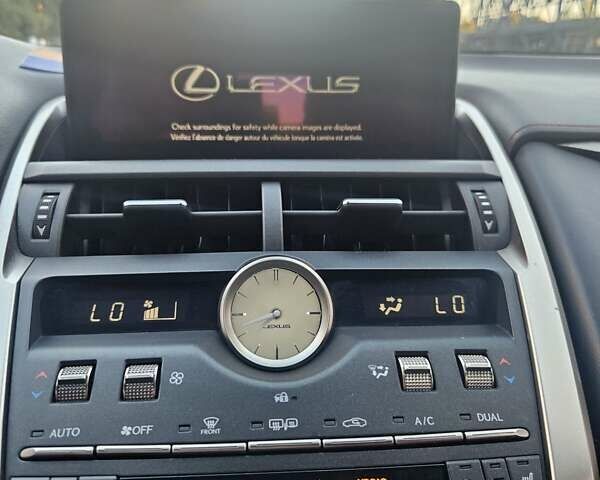 LEXUS
Check surroundings for safety while camera images are displayed.
Vérifiez l'absence de danger autour du véhicule lorsque la caméra est activée.
LO
LO
LEXUS
AUTO
OFF
FRONT
A/C
DUAL